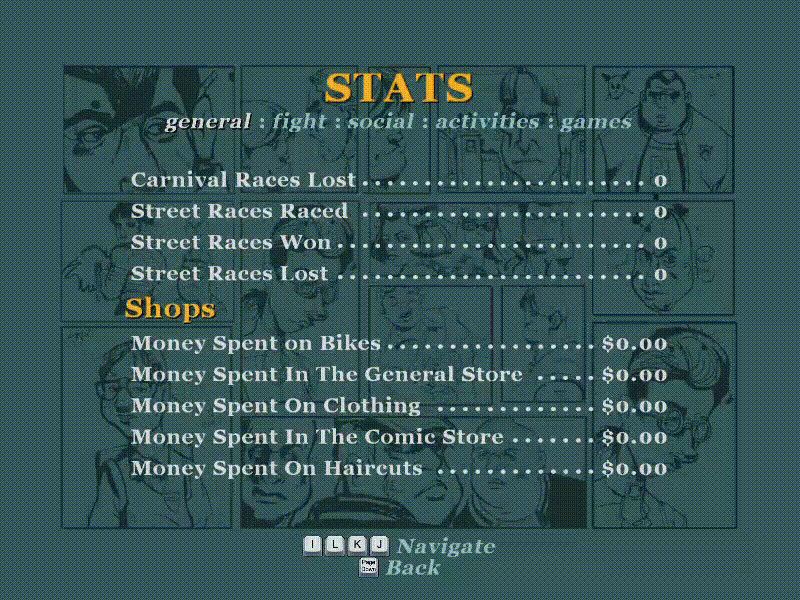 STATS
general : fight : social : activities : games
Carnival Races Lost ....................... 0
Street Races Raced ....................... 0
Street Races Won ......................... 0
Street Races Lost ......................... 0
Shops
Money Spent on Bikes ................. $0.00
Money Spent In The General Store ..... $0.00
Money Spent On Clothing ............. $0.00
Money Spent In The Comic Store ....... $0.00
Money Spent On Haircuts ............. $0.00
I L K J Navigate
Page Down Back